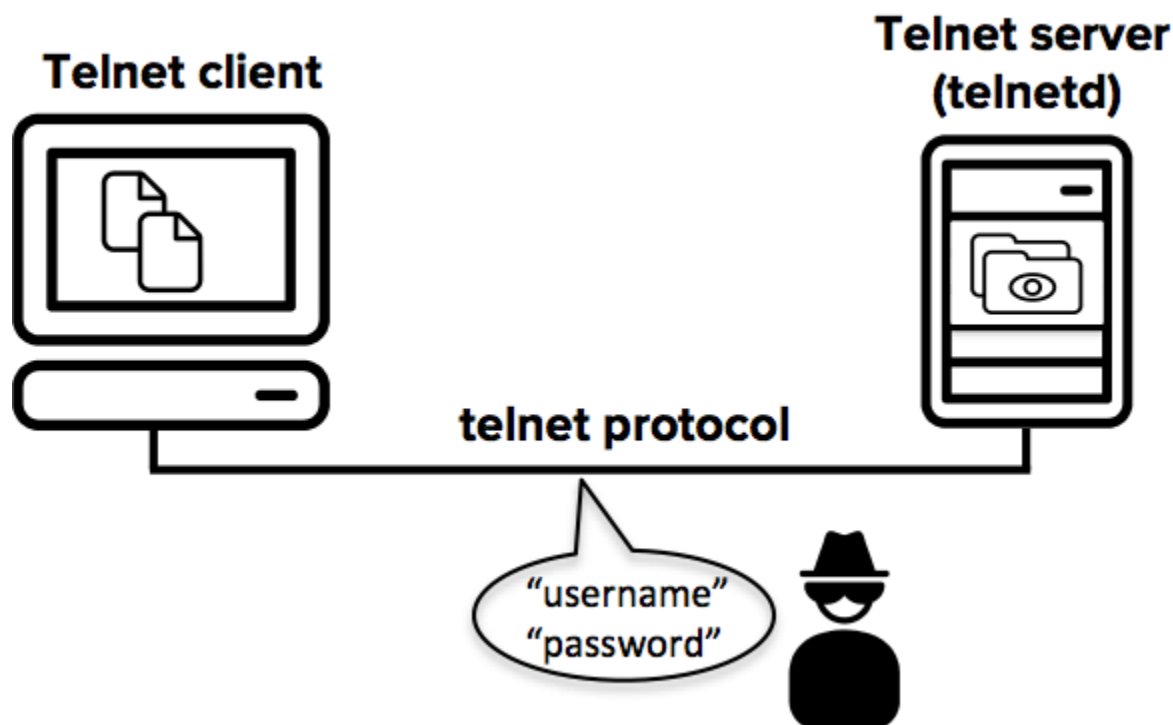 Telnet client
Telnet server
(telnetd)
telnet protocol
“username”
“password”